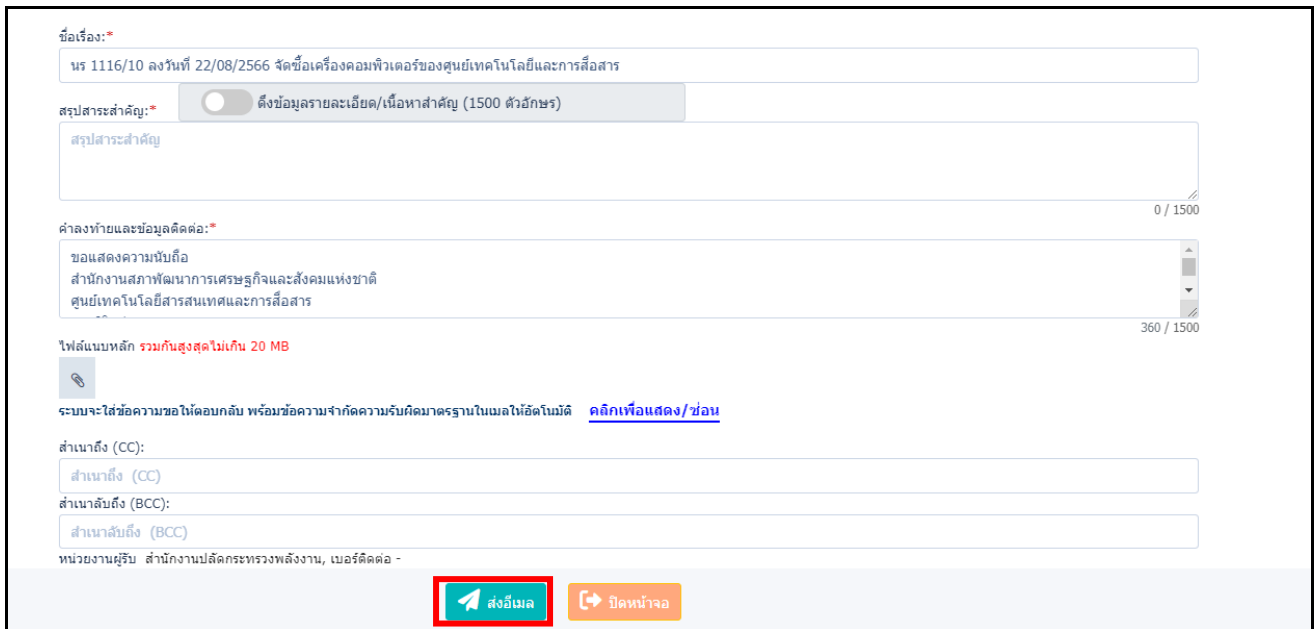 ชื่อเรื่อง:*
นร 1116/10 ลงวันที่ 22/08/2566 จัดซื้อเครื่องคอมพิวเตอร์ของศูนย์เทคโนโลยีและการสื่อสาร
สรุปสาระสำคัญ:* ดึงข้อมูลรายละเอียด/เนื้อหาสำคัญ (1500 ตัวอักษร)
สรุปสาระสำคัญ
0 / 1500
คำลงท้ายและข้อมูลติดต่อ:*
ขอแสดงความนับถือ
สำนักงานสภาพัฒนาการเศรษฐกิจและสังคมแห่งชาติ
ศูนย์เทคโนโลยีสารสนเทศและการสื่อสาร
360 / 1500
ไฟล์แนบหลัก รวมกันสูงสุดไม่เกิน 20 MB
ระบบจะใส่ข้อความขอให้ตอบกลับ พร้อมข้อความจำกัดความรับผิดมาตรฐานในเมลให้อัตโนมัติ คลิกเพื่อแสดง/ซ่อน
สำเนาถึง (CC):
สำเนาถึง (CC)
สำเนาลับถึง (BCC):
สำเนาลับถึง (BCC)
หน่วยงานผู้รับ สำนักงานปลัดกระทรวงพลังงาน, เบอร์ติดต่อ -
ส่งอีเมล ปิดหน้าจอ